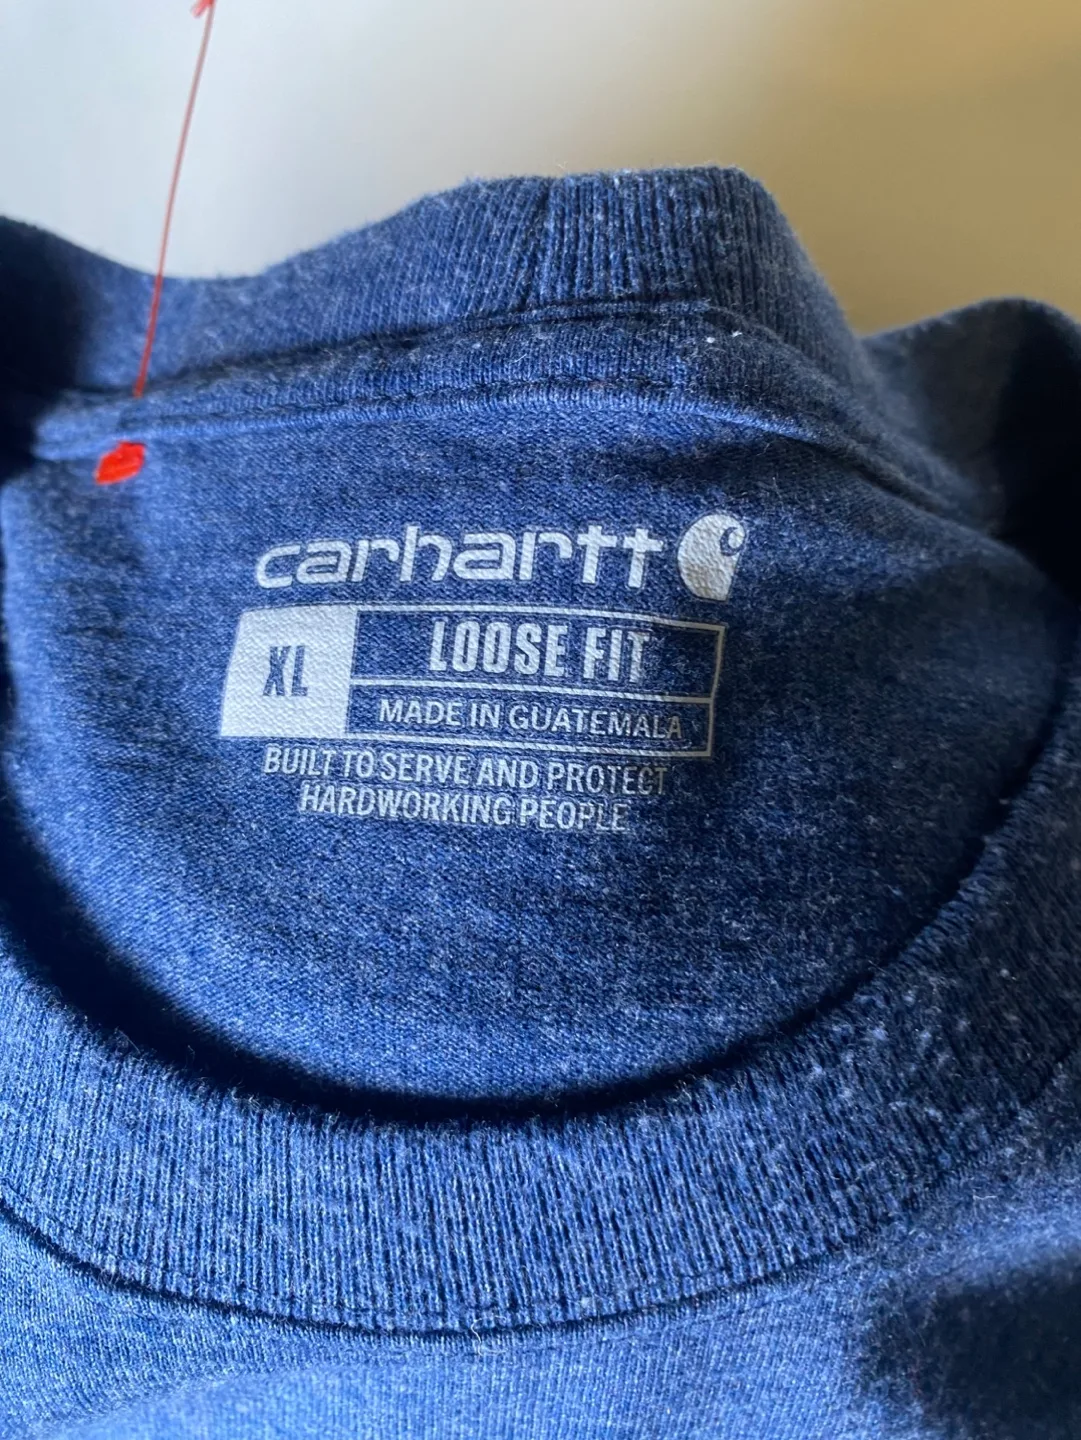 carhartt
XL
LOOSE FIT
MADE IN GUATEMALA
BUILT TO SERVE AND PROTECT
HARDWORKING PEOPLE